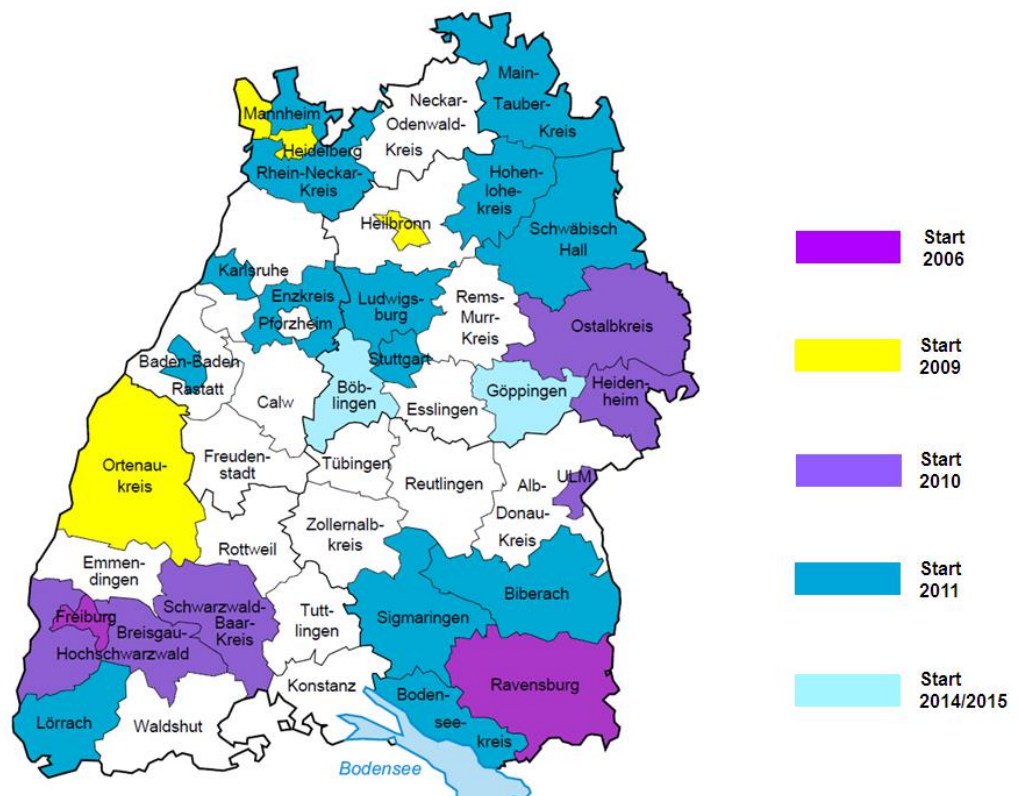 Main-
Tauber-
Kreis
Neckar-
Odenwald-
Kreis
Mannheim
Heidelberg
Rhein-Neckar-
Kreis
Hohen-
lohe-
kreis
Schwäbisch
Hall
Heilbronn
Karlsruhe
Enzkreis
Pforzheim
Ludwigs-
burg
Rems-
Murr-
Kreis
Ostalbkreis
Stuttgart
Baden-Baden
Rastatt
Calw
Böb-
lingen
Esslingen
Göppingen
Heiden-
heim
Ortenau-
kreis
Freuden-
stadt
Tübingen
Reutlingen
Alb-
Donau-
Kreis
ULM
Zollernalb-
kreis
Rottweil
Emmen-
dingen
Freiburg
Breisgau-
Hochschwarzwald
Schwarzwald-
Baar-
Kreis
Tutt-
lingen
Sigmaringen
Biberach
Ravensburg
Konstanz
Boden-
see-
kreis
Lörrach
Waldshut
Bodensee
Start
2006
Start
2009
Start
2010
Start
2011
Start
2014/2015